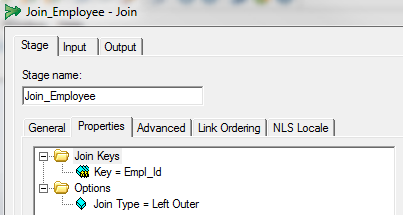 Join_Employee - Join
Stage Input Output
Stage name:
Join_Employee
General Properties Advanced Link Ordering NLS Locale
Join Keys
Key = Empl_Id
Options
Join Type = Left Outer